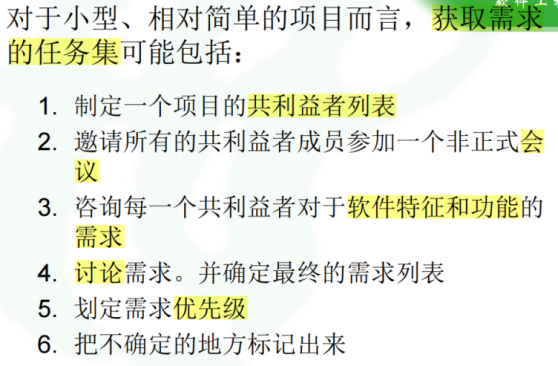 软件工
对于小型、相对简单的项目而言，获取需求
的任务集可能包括：
1. 制定一个项目的共利益者列表
2. 邀请所有的共利益者成员参加一个非正式会
议
3. 咨询每一个共利益者对于软件特征和功能的
需求
4. 讨论需求。并确定最终的需求列表
5. 划定需求优先级
6. 把不确定的地方标记出来